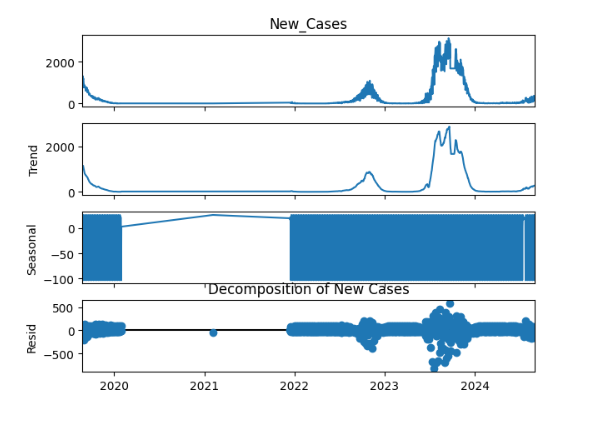 New_Cases
2000
0
2000
Trend
0
0
Seasonal
−50
−100
Decomposition of New Cases
500
Resid
0
−500
2020 2021 2022 2023 2024